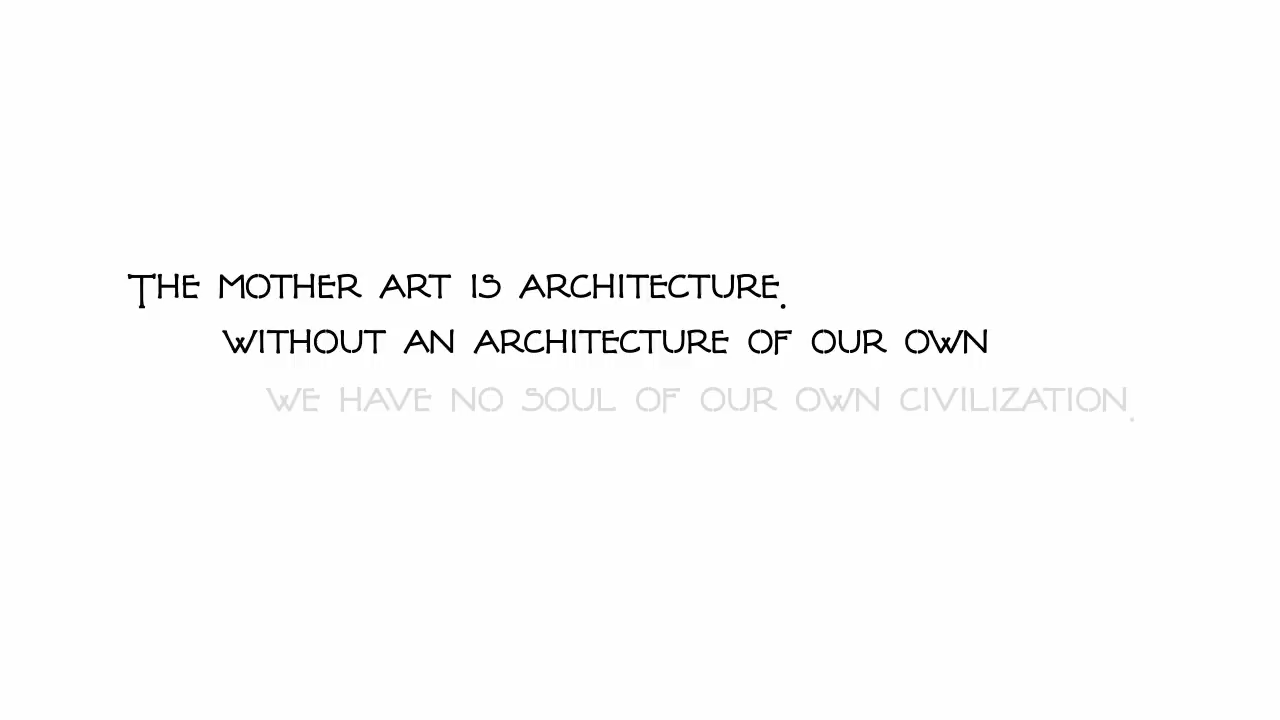 The mother art is architecture.
without an architecture of our own
we have no soul of our own civilization.